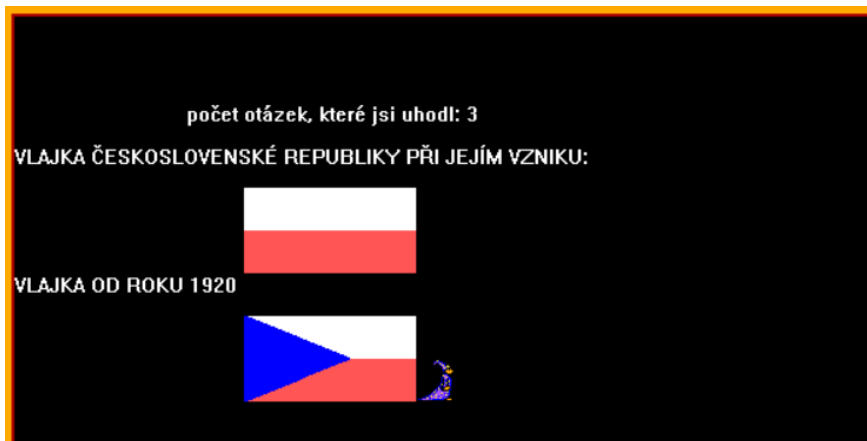 počet otázek, které jsi uhodl: 3
VLAJKA ČESKOSLOVENSKÉ REPUBLIKY PŘI JEJÍM VZNIKU:
VLAJKA OD ROKU 1920